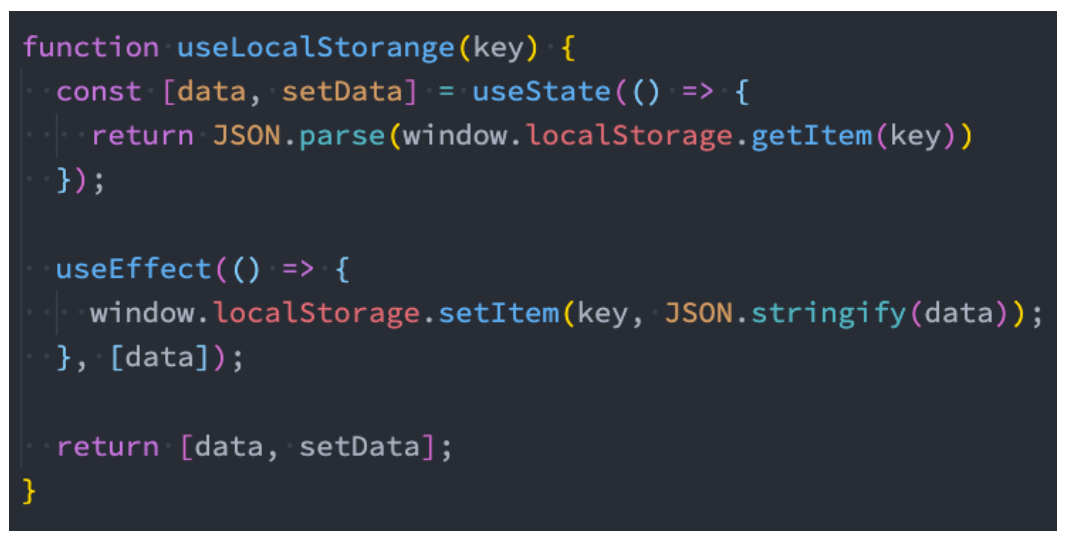 function useLocalStorange(key) {
  const [data, setData] = useState(() => {
    return JSON.parse(window.localStorage.getItem(key))
  });

  useEffect(() => {
    window.localStorage.setItem(key, JSON.stringify(data));
  }, [data]);

  return [data, setData];
}